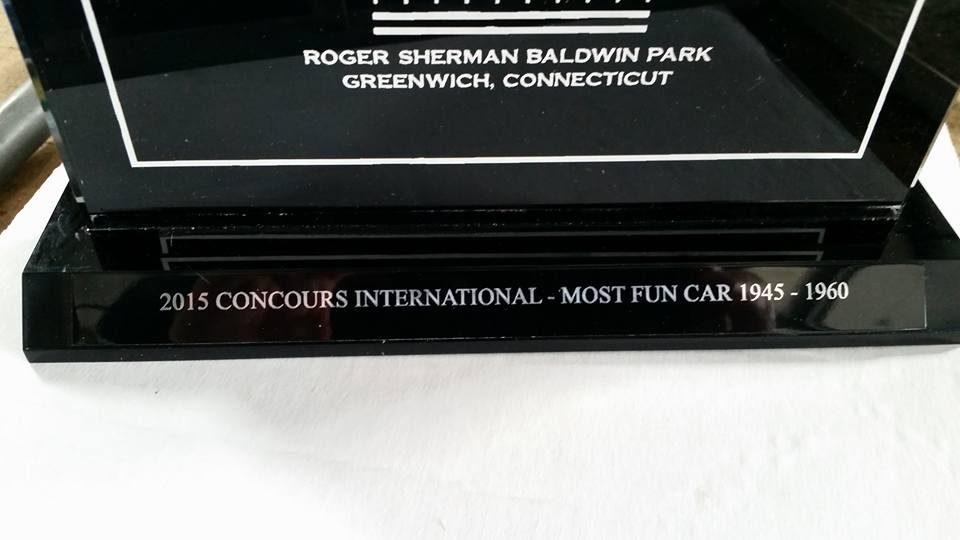 ROGER SHERMAN BALDWIN PARK
GREENWICH, CONNECTICUT
2015 CONCOURS INTERNATIONAL - MOST FUN CAR 1945 - 1960